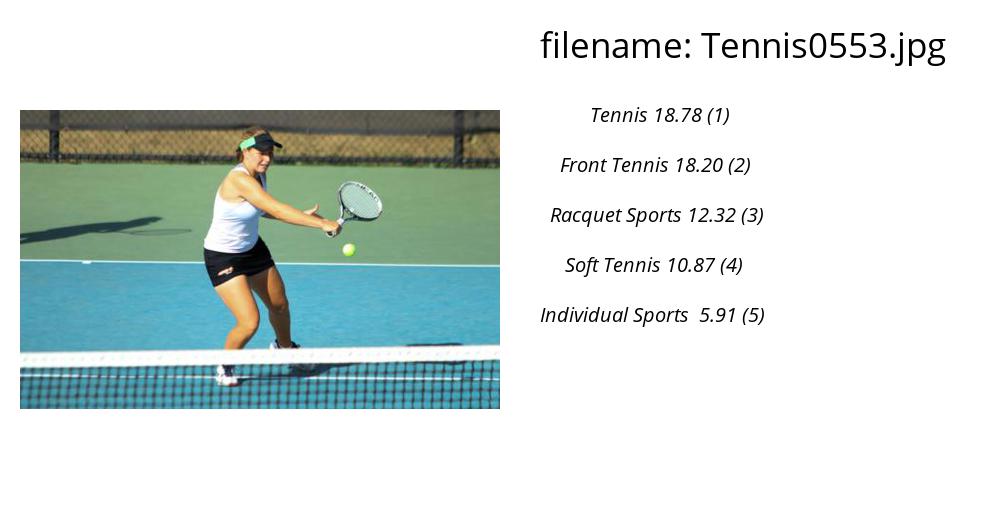 filename: Tennis0553.jpg
Tennis 18.78 (1)
Front Tennis 18.20 (2)
Racquet Sports 12.32 (3)
Soft Tennis 10.87 (4)
Individual Sports  5.91 (5)